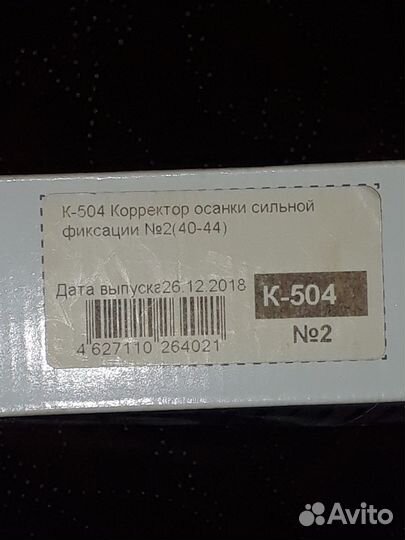 К-504 Корректор осанки сильной
фиксации №2(40-44)
Дата выпуска26.12.2018
К-504
№2
4 627110 264021
Avito